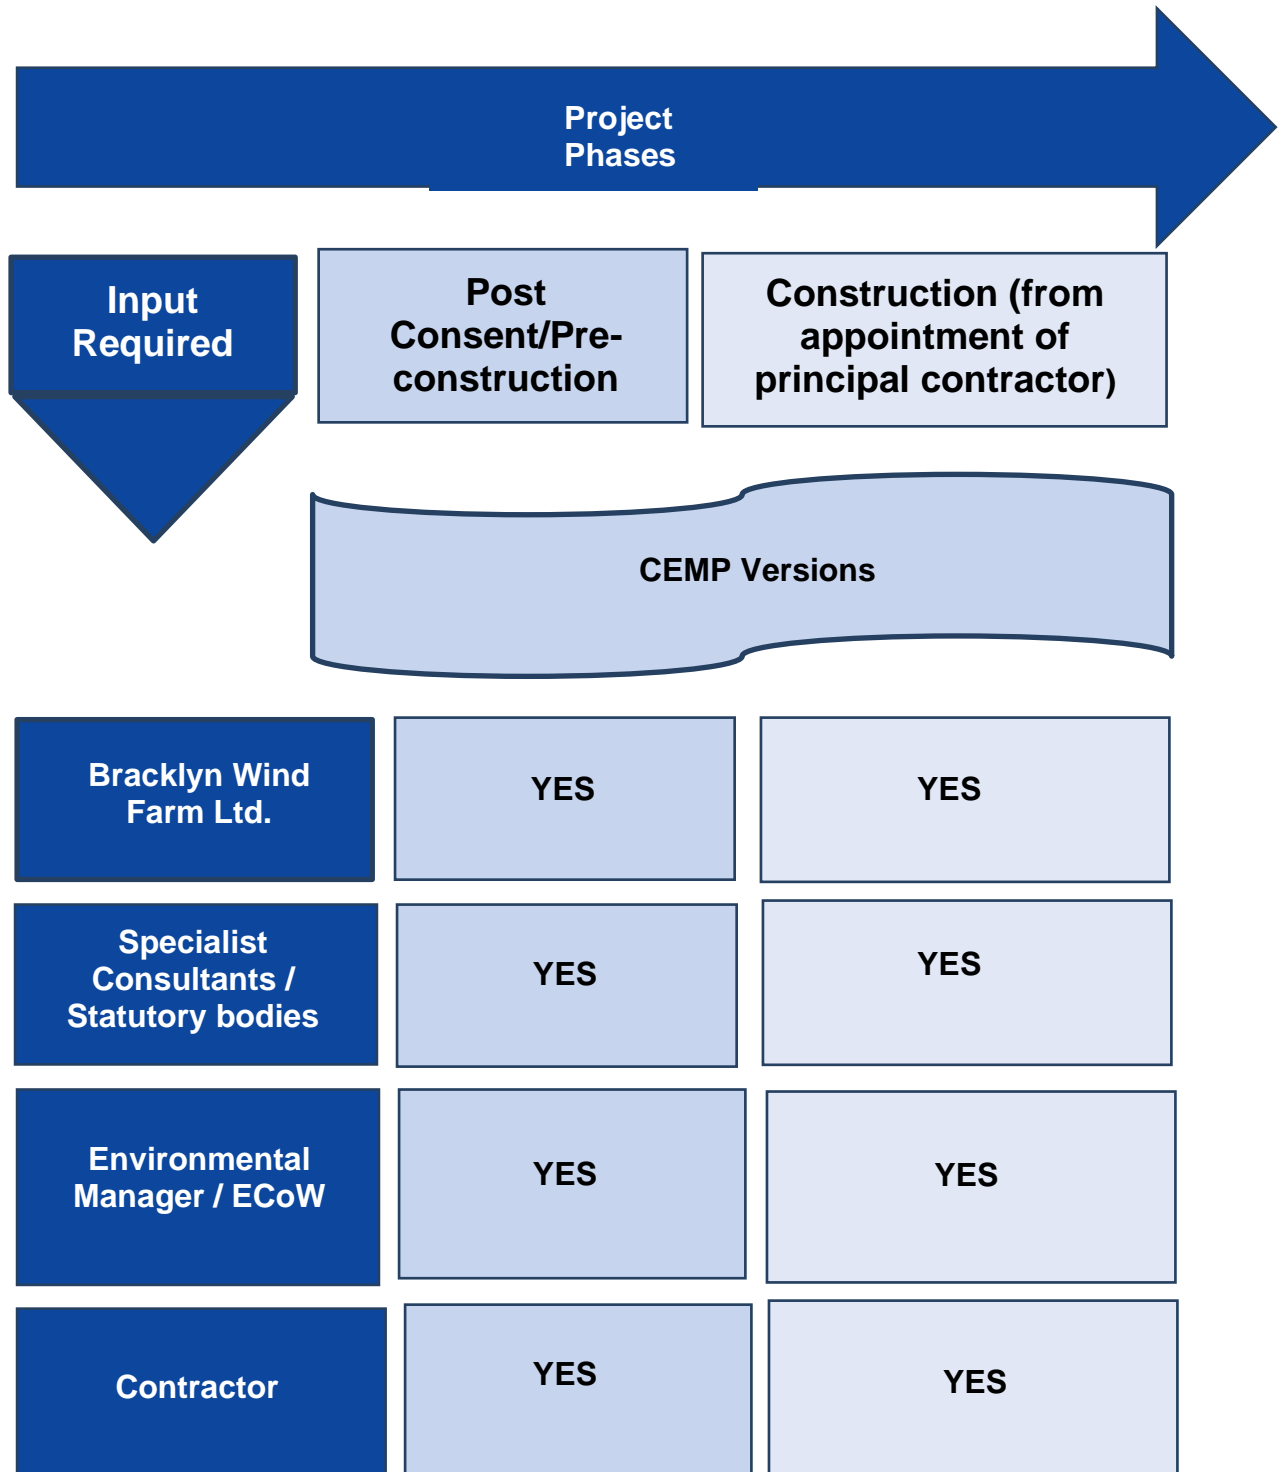 Project
Phases
Input
Required
Post
Consent/Pre-
construction
Construction (from
appointment of
principal contractor)
CEMP Versions
Bracklyn Wind
Farm Ltd.
YES
YES
Specialist
Consultants /
Statutory bodies
YES
YES
Environmental
Manager / ECoW
YES
YES
Contractor
YES
YES